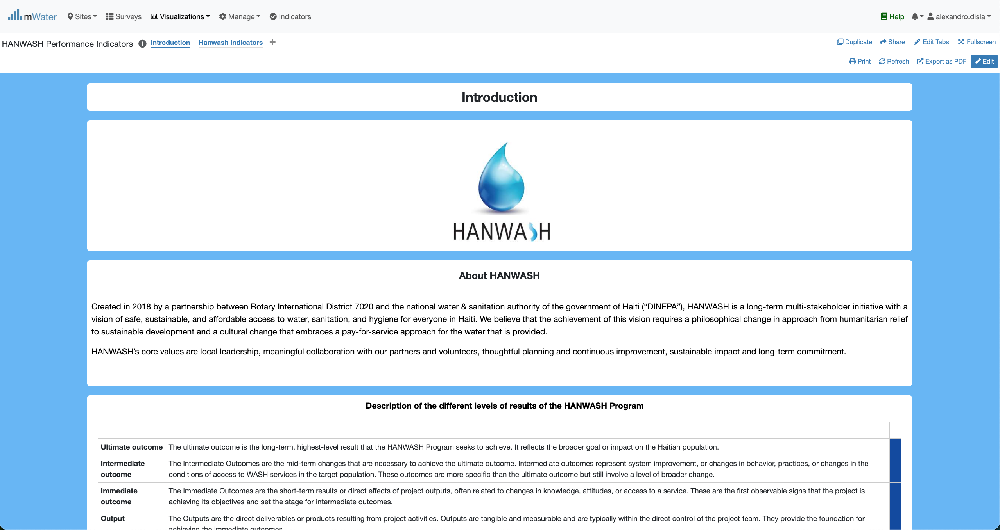 mWater Sites Surveys Visualizations Manage Indicators Help alexandro.disla
HANWASH Performance Indicators Introduction Hanwash Indicators + Duplicate Share Edit Tabs Fullscreen
Print Refresh Export as PDF Edit
Introduction
HANWASH
About HANWASH
Created in 2018 by a partnership between Rotary International District 7020 and the national water & sanitation authority of the government of Haiti (“DINEPA”), HANWASH is a long-term multi-stakeholder initiative with a
vision of safe, sustainable, and affordable access to water, sanitation, and hygiene for everyone in Haiti. We believe that the achievement of this vision requires a philosophical change in approach from humanitarian relief
to sustainable development and a cultural change that embraces a pay-for-service approach for the water that is provided.
HANWASH’s core values are local leadership, meaningful collaboration with our partners and volunteers, thoughtful planning and continuous improvement, sustainable impact and long-term commitment.
Description of the different levels of results of the HANWASH Program
Ultimate outcome The ultimate outcome is the long-term, highest-level result that the HANWASH Program seeks to achieve. It reflects the broader goal or impact on the Haitian population.
Intermediate outcome The Intermediate Outcomes are the mid-term changes that are necessary to achieve the ultimate outcome. Intermediate outcomes represent system improvement, or changes in behavior, practices, or changes in the
conditions of access to WASH services in the target population. These outcomes are more specific than the ultimate outcome but still involve a level of broader change.
Immediate outcome The Immediate Outcomes are the short-term results or direct effects of project outputs, often related to changes in knowledge, attitudes, or access to a service. These are the first observable signs that the project is
achieving its objectives and set the stage for intermediate outcomes.
Output The Outputs are the direct deliverables or products resulting from project activities. Outputs are tangible and measurable and are typically within the direct control of the project team. They provide the foundation for
achieving the immediate outcomes.